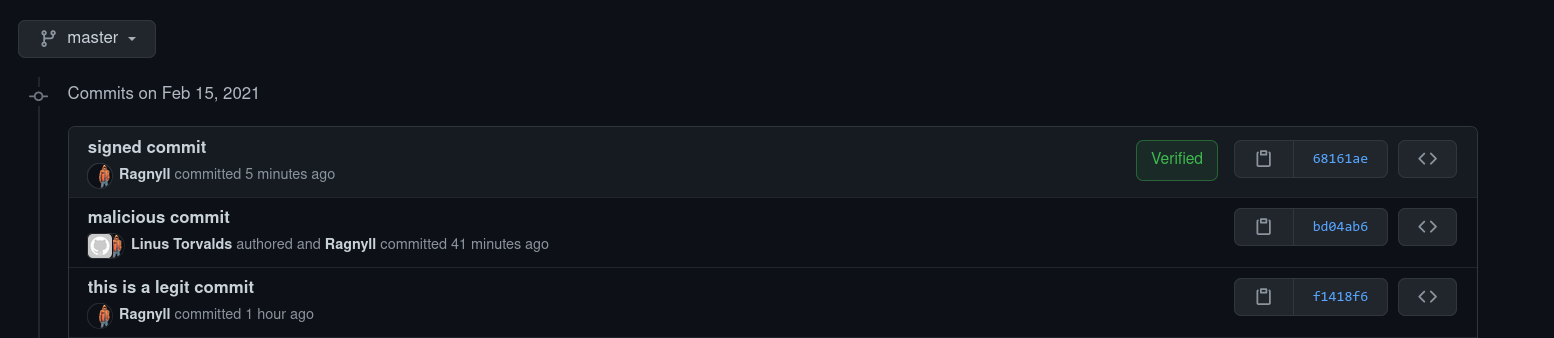 master
Commits on Feb 15, 2021
signed commit
Verified
68161ae
Ragnyll committed 5 minutes ago
malicious commit
bd04ab6
Linus Torvalds authored and Ragnyll committed 41 minutes ago
this is a legit commit
f1418f6
Ragnyll committed 1 hour ago